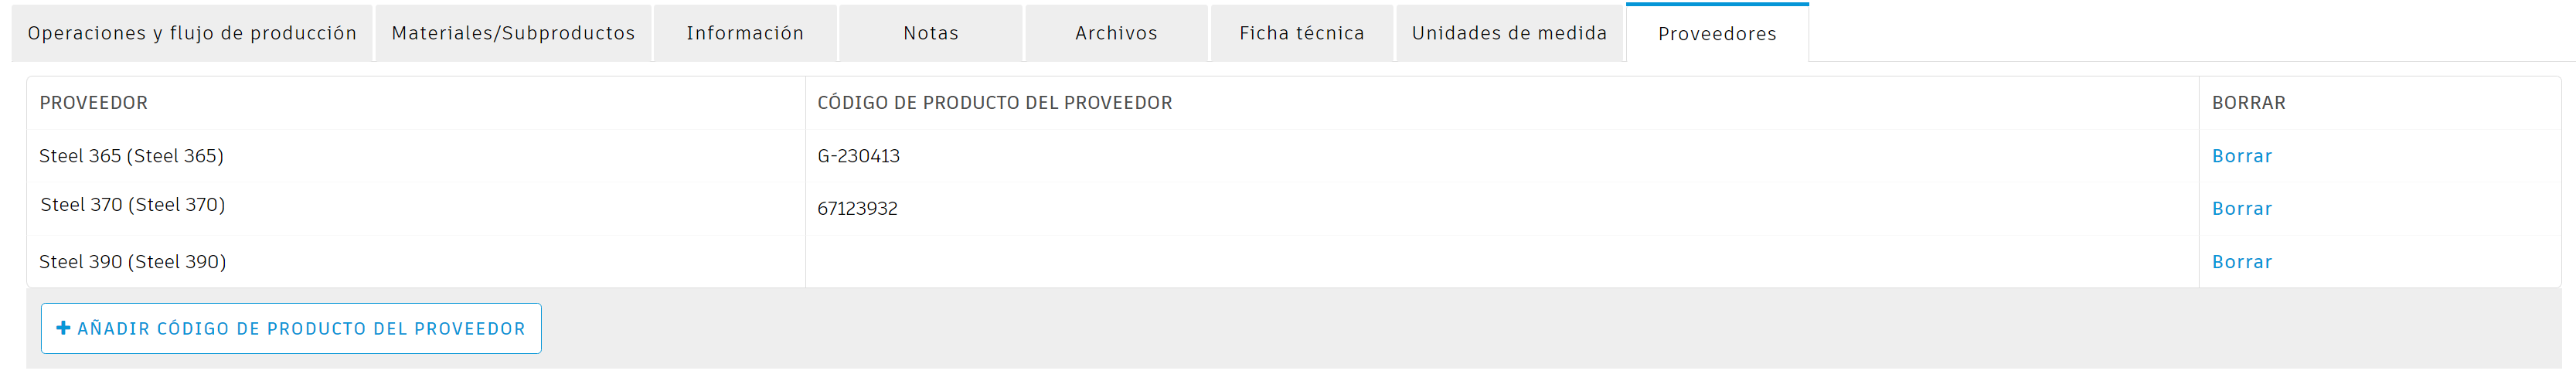 Operaciones y flujo de producción Materiales/Subproductos Información Notas Archivos Ficha técnica Unidades de medida Proveedores
PROVEEDOR CÓDIGO DE PRODUCTO DEL PROVEEDOR BORRAR
Steel 365 (Steel 365) G-230413 Borrar
Steel 370 (Steel 370) 67123932 Borrar
Steel 390 (Steel 390) Borrar
+ AÑADIR CÓDIGO DE PRODUCTO DEL PROVEEDOR